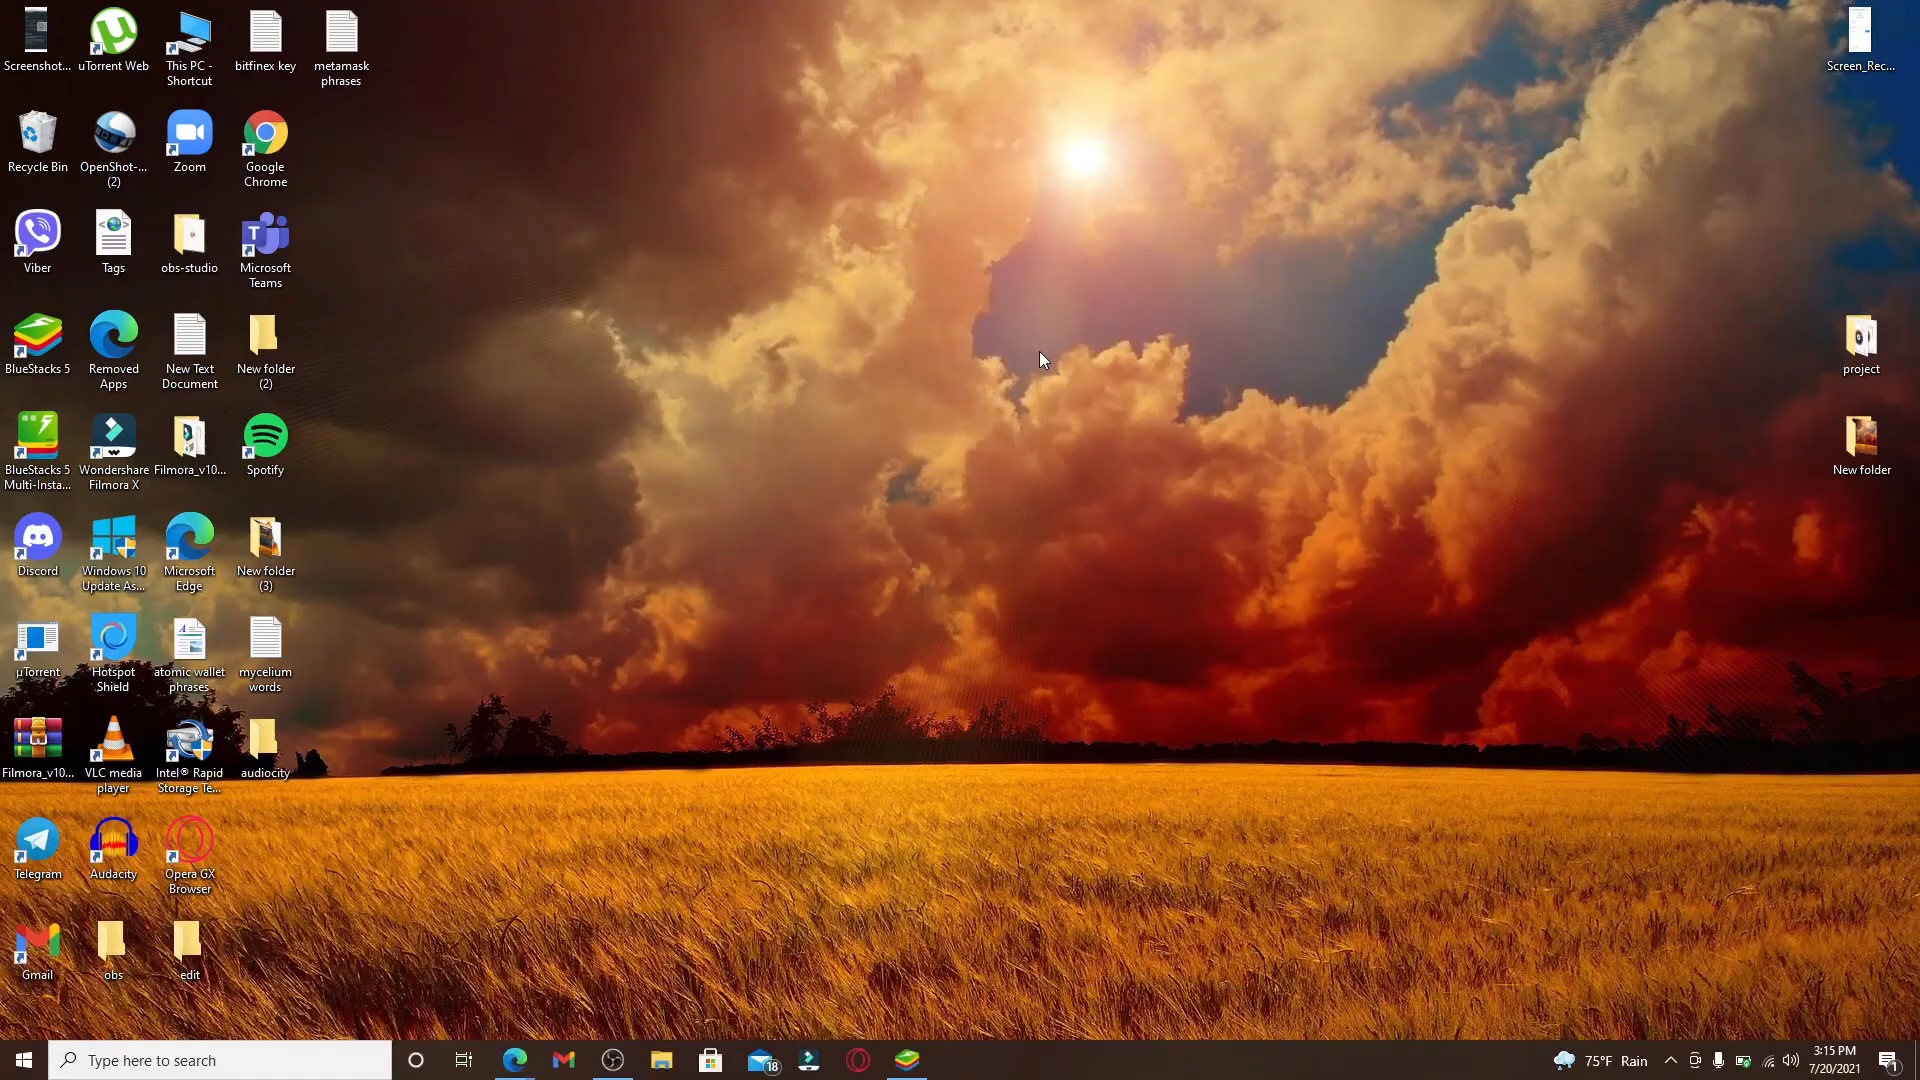 Screenshot...
uTorrent Web
This PC -
Shortcut
bitfinex key
metamask
phrases
Screen_Rec...
Recycle Bin
OpenShot-...
(2)
Zoom
Google
Chrome
Viber
Tags
obs-studio
Microsoft
Teams
BlueStacks 5
Removed
Apps
New Text
Document
New folder
(2)
project
BlueStacks 5
Multi-Insta...
Wondershare
Filmora X
Filmora_v10...
Spotify
New folder
Discord
Windows 10
Update As...
Microsoft
Edge
New folder
(3)
µTorrent
Hotspot
Shield
atomic wallet
phrases
mycelium
words
Filmora_v10...
VLC media
player
Intel® Rapid
Storage Te...
audiocity
Telegram
Audacity
Opera GX
Browser
Gmail
obs
edit
Type here to search
18
75°F Rain
3:15 PM
7/20/2021
1